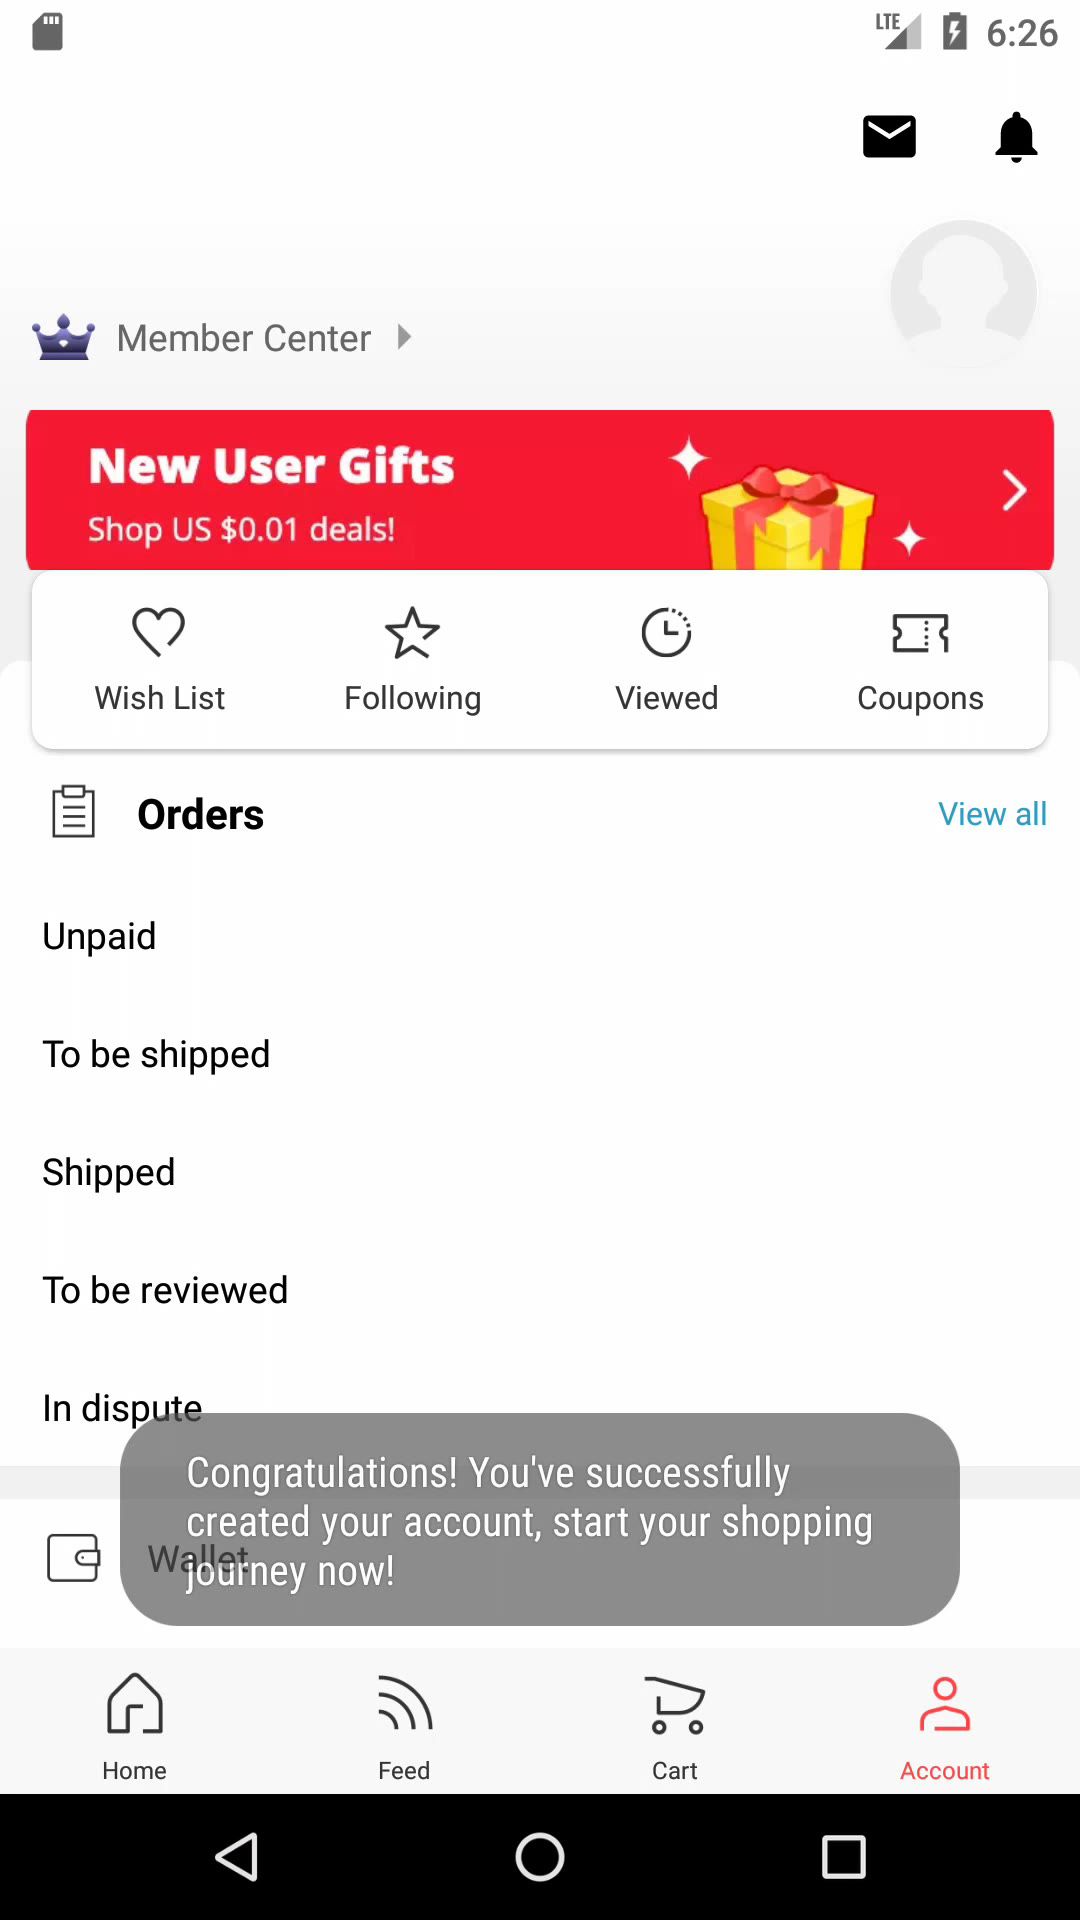 LTE 6:26
Member Center
New User Gifts
Shop US $0.01 deals!
Wish List Following Viewed Coupons
Orders View all
Unpaid
To be shipped
Shipped
To be reviewed
In dispute
Congratulations! You've successfully
created your account, start your shopping
journey now!
Wallet
Home Feed Cart Account